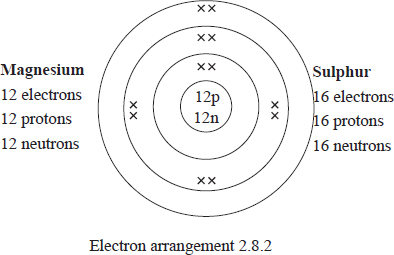 Magnesium
12 electrons
12 protons
12 neutrons
12p
12n
Sulphur
16 electrons
16 protons
16 neutrons
Electron arrangement 2.8.2